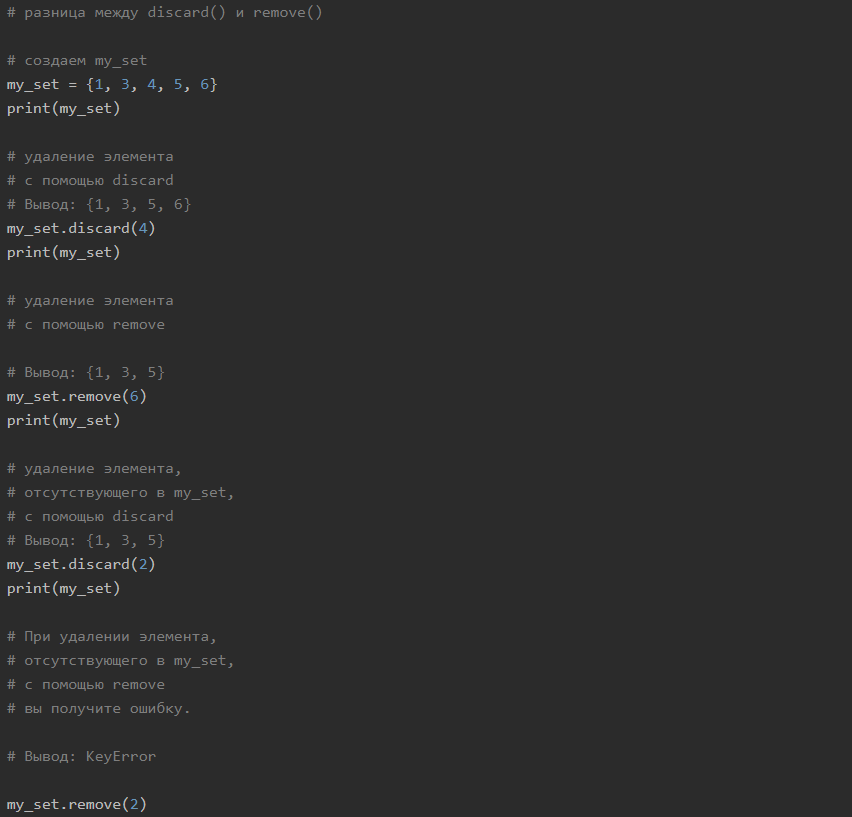 # разница между discard() и remove()
# создаем my_set
my_set = {1, 3, 4, 5, 6}
print(my_set)
# удаление элемента
# с помощью discard
# Вывод: {1, 3, 5, 6}
my_set.discard(4)
print(my_set)
# удаление элемента
# с помощью remove
# Вывод: {1, 3, 5}
my_set.remove(6)
print(my_set)
# удаление элемента,
# отсутствующего в my_set,
# с помощью discard
# Вывод: {1, 3, 5}
my_set.discard(2)
print(my_set)
# При удалении элемента,
# отсутствующего в my_set,
# с помощью remove
# вы получите ошибку.
# Вывод: KeyError
my_set.remove(2)